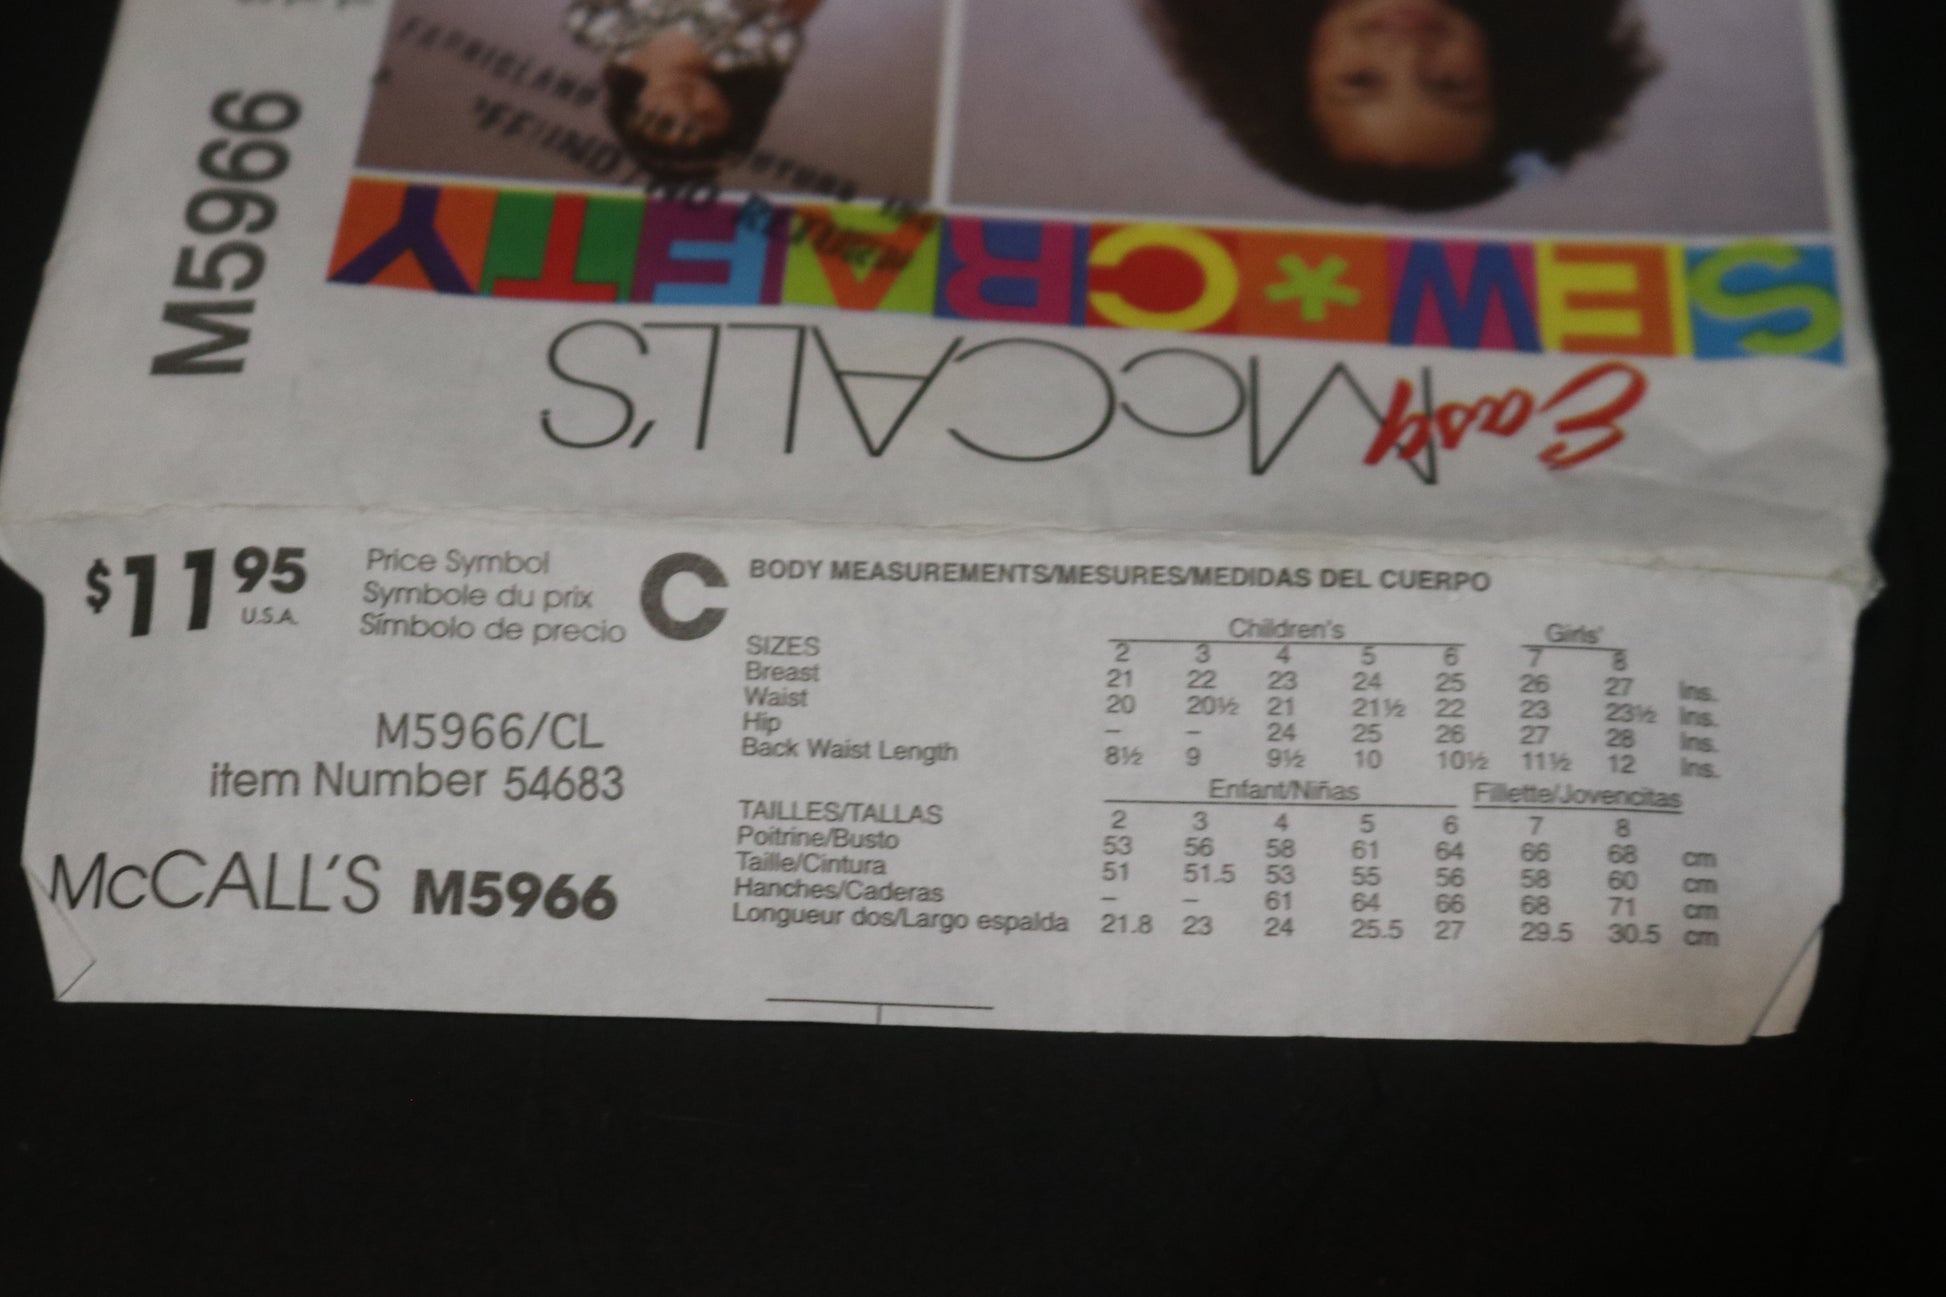 M5966
SEW*CRAFTY
Easy McCALL'S
$11 95
U.S.A.
Price Symbol
Symbole du prix
Símbolo de precio
C
M5966/CL
item Number 54683
McCALL'S M5966
BODY MEASUREMENTS/MESURES/MEDIDAS DEL CUERPO
Children's Girls'
SIZES 2 3 4 5 6 7 8
Breast 21 22 23 24 25 26 27 Ins.
Waist 20 20½ 21 21½ 22 23 23½ Ins.
Hip – – 24 25 26 27 28 Ins.
Back Waist Length 8½ 9 9½ 10 10½ 11½ 12 Ins.
Enfant/Niñas Fillette/Jovencitas
TAILLES/TALLAS 2 3 4 5 6 7 8
Poitrine/Busto 53 56 58 61 64 66 68 cm
Taille/Cintura 51 51.5 53 55 56 58 60 cm
Hanches/Caderas – – 61 64 66 68 71 cm
Longueur dos/Largo espalda 21.8 23 24 25.5 27 29.5 30.5 cm